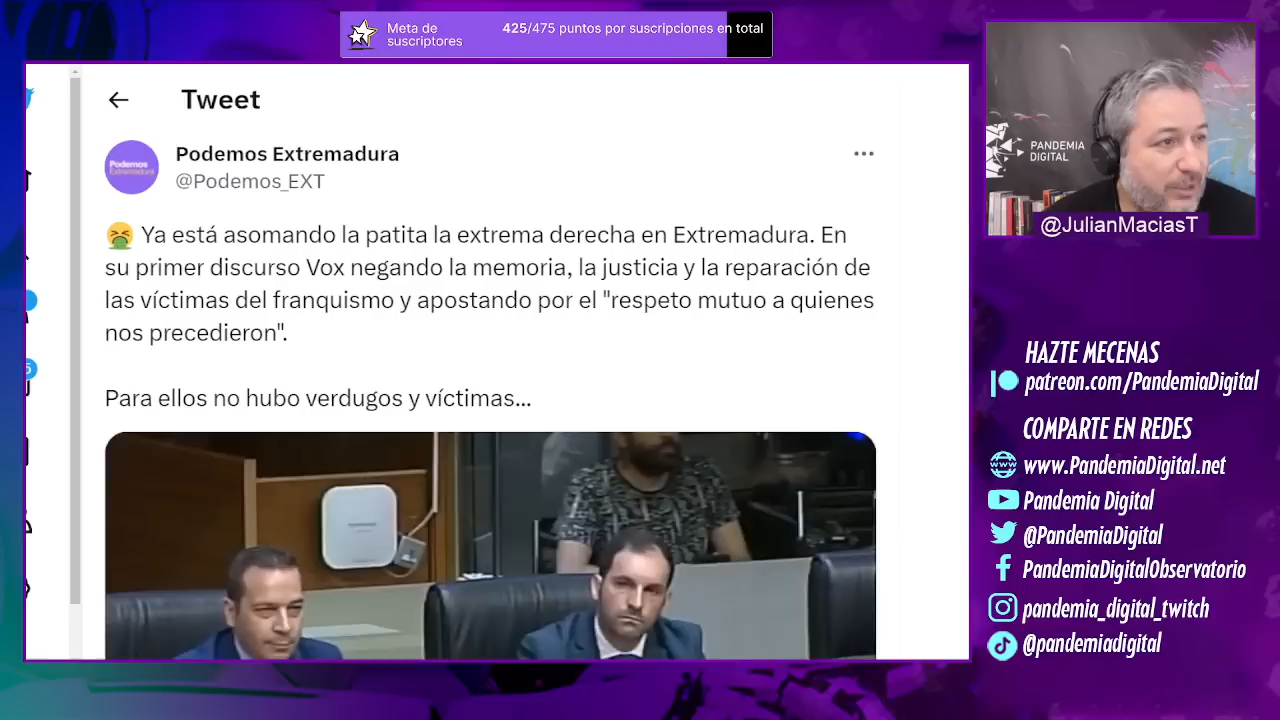 Meta de
suscriptores
425/475 puntos por suscripciones en total
Tweet
Podemos
Extremadura
Podemos Extremadura
@Podemos_EXT
Ya está asomando la patita la extrema derecha en Extremadura. En
su primer discurso Vox negando la memoria, la justicia y la reparación de
las víctimas del franquismo y apostando por el "respeto mutuo a quienes
nos precedieron".
Para ellos no hubo verdugos y víctimas...
PANDEMIA
DIGITAL
@JulianMaciasT
HAZTE MECENAS
patreon.com/PandemiaDigital
COMPARTE EN REDES
www.PandemiaDigital.net
Pandemia Digital
@PandemiaDigital
PandemiaDigitalObservatorio
pandemia_digital_twitch
@pandemiadigital